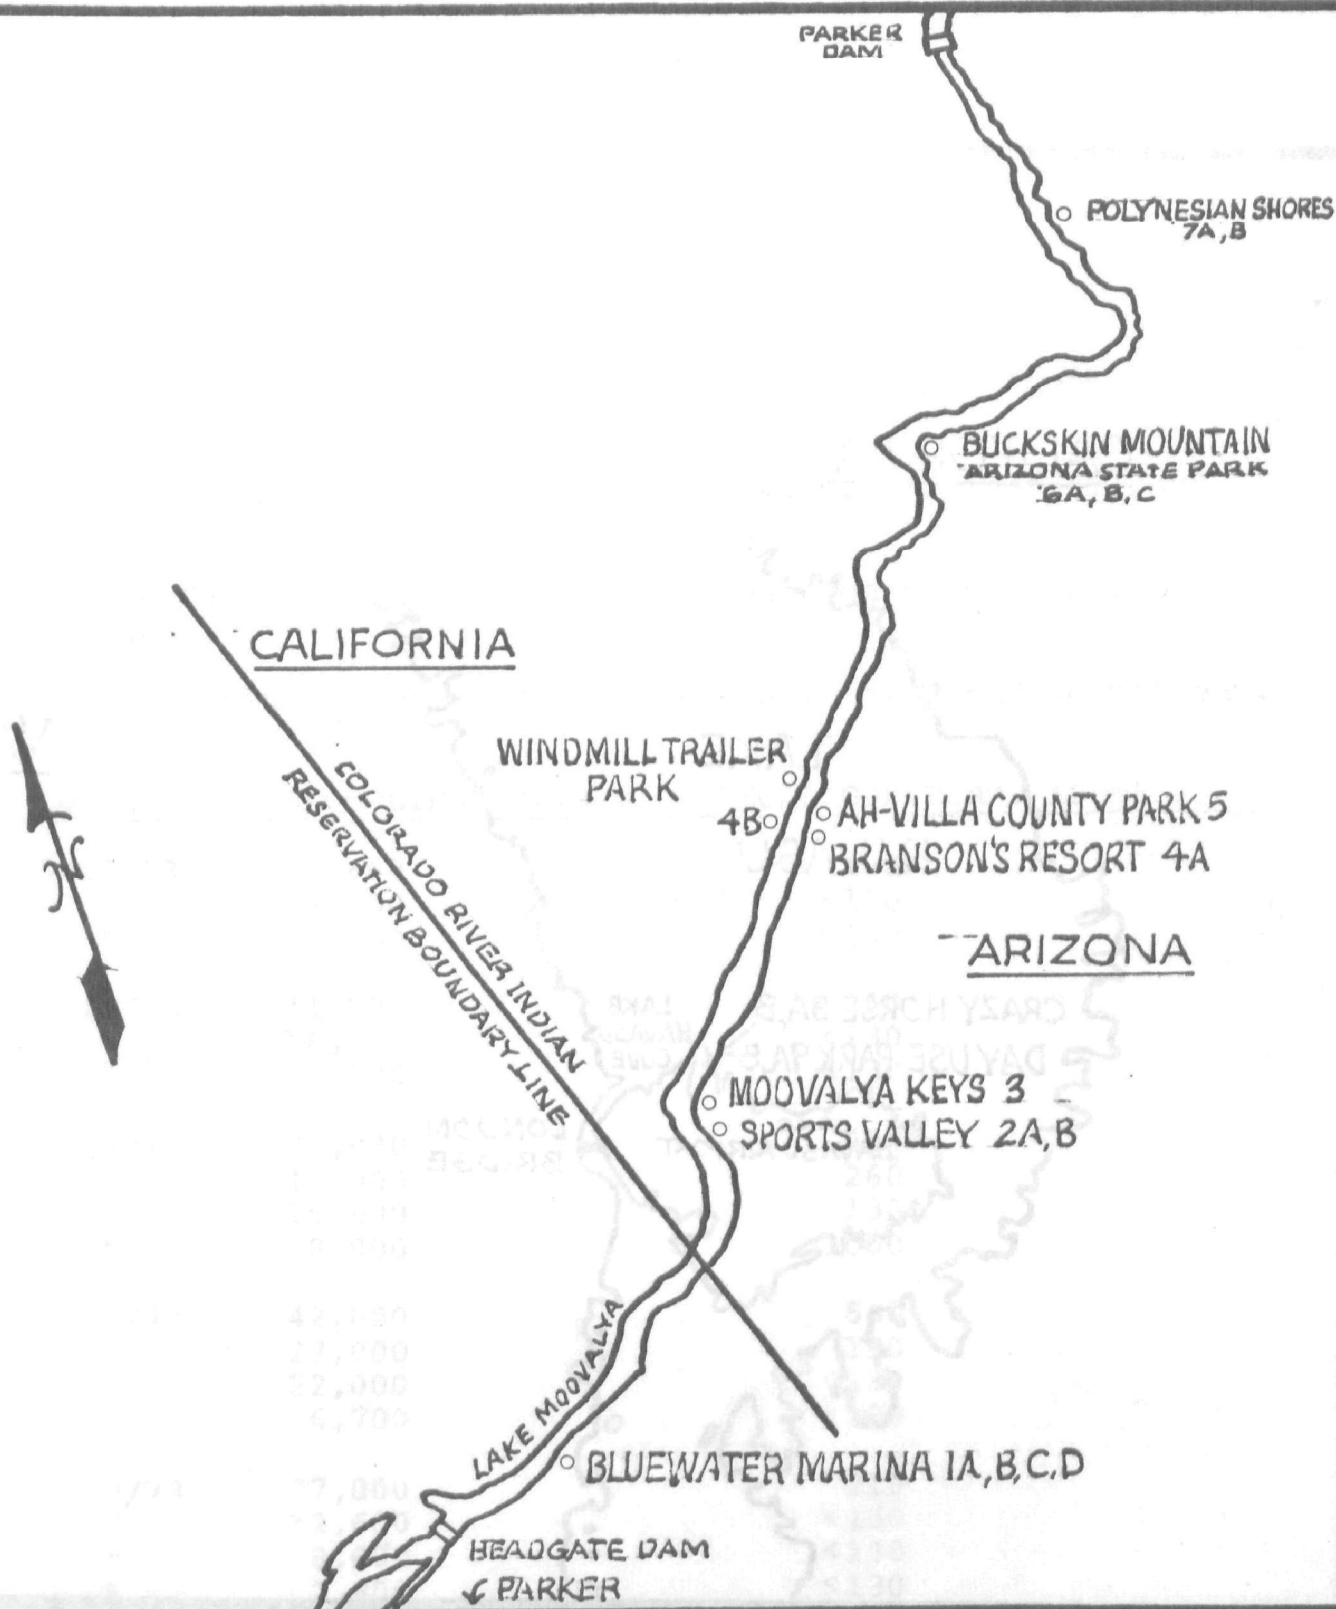 PARKER
DAM
POLYNESIAN SHORES
7A, B
BUCKSKIN MOUNTAIN
ARIZONA STATE PARK
6A, B, C
CALIFORNIA
WINDMILL TRAILER
PARK
4B
AH-VILLA COUNTY PARK 5
BRANSON'S RESORT 4A
COLORADO RIVER INDIAN
RESERVATION BOUNDARY LINE
N
ARIZONA
MOOVALYA KEYS 3
SPORTS VALLEY 2A, B
LAKE MOOVALYA
BLUEWATER MARINA 1A, B, C, D
HEADGATE DAM
PARKER